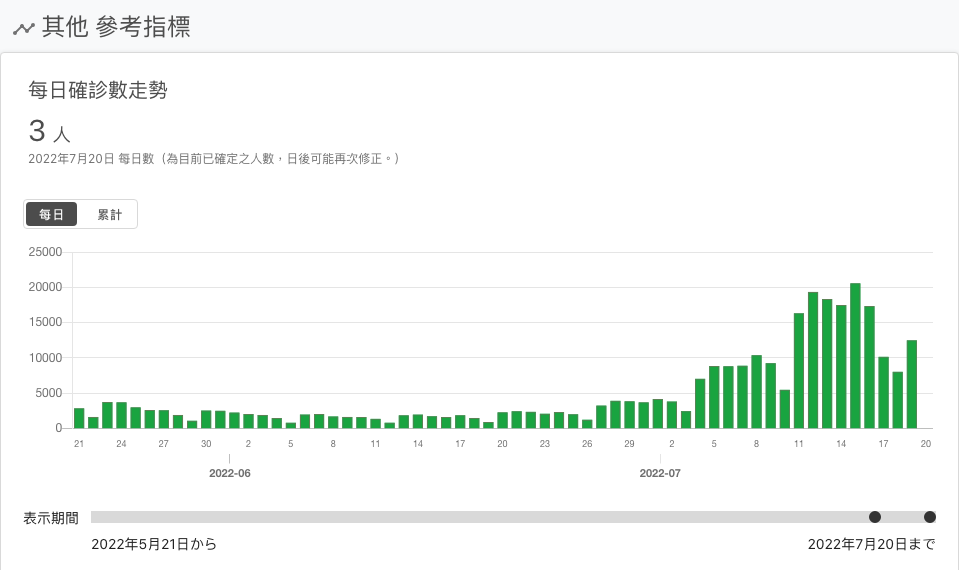 其他 參考指標
每日確診數走勢
3 人
2022年7月20日 每日數（為目前已確定之人數，日後可能再次修正。）
每日 累計
25000
20000
15000
10000
5000
0
21 24 27 30 2 5 8 11 14 17 20 23 26 29 2 5 8 11 14 17 20
2022-06 2022-07
表示期間
2022年5月21日から 2022年7月20日まで